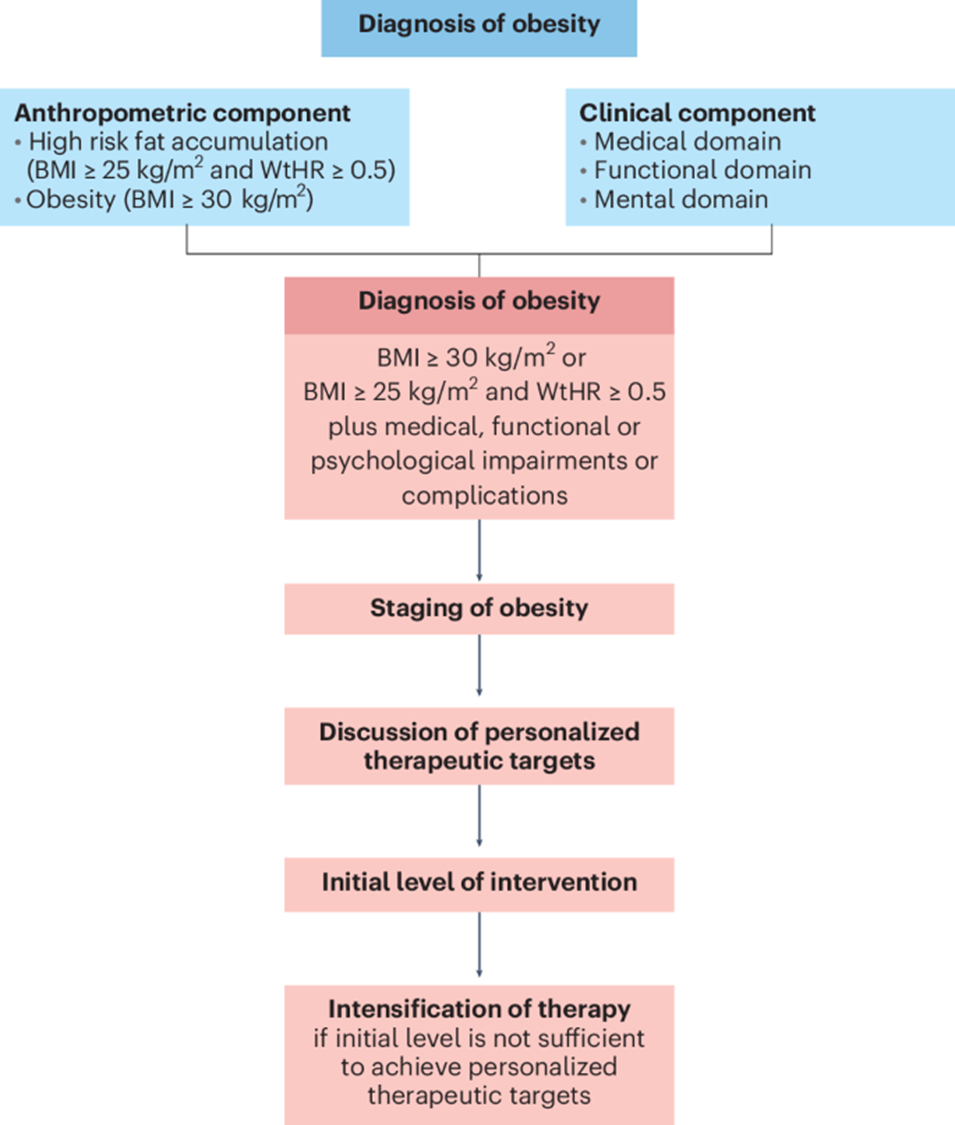 Diagnosis of obesity
Anthropometric component
• High risk fat accumulation
(BMI ≥ 25 kg/m² and WtHR ≥ 0.5)
• Obesity (BMI ≥ 30 kg/m²)
Clinical component
• Medical domain
• Functional domain
• Mental domain
Diagnosis of obesity
BMI ≥ 30 kg/m² or
BMI ≥ 25 kg/m² and WtHR ≥ 0.5
plus medical, functional or
psychological impairments or
complications
Staging of obesity
Discussion of personalized
therapeutic targets
Initial level of intervention
Intensification of therapy
if initial level is not sufficient
to achieve personalized
therapeutic targets